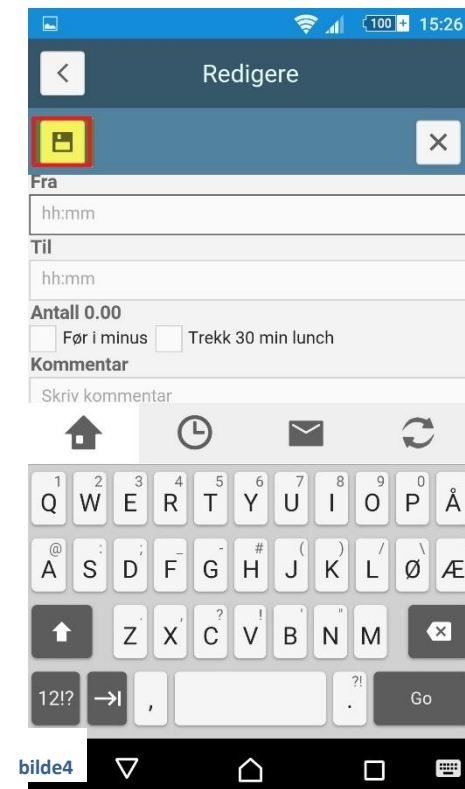 100 15:26
Redigere
Fra
hh:mm
Til
hh:mm
Antall 0.00
Før i minus Trekk 30 min lunch
Kommentar
Skriv kommentar
1 2 3 4 5 6 7 8 9 0
Q W E R T Y U I O P Å
@ : ; _ - # ( ) / \
A S D F G H J K L Ø Æ
. , ? ! ' "
Z X C V B N M
12!? , . ?! Go
bilde4